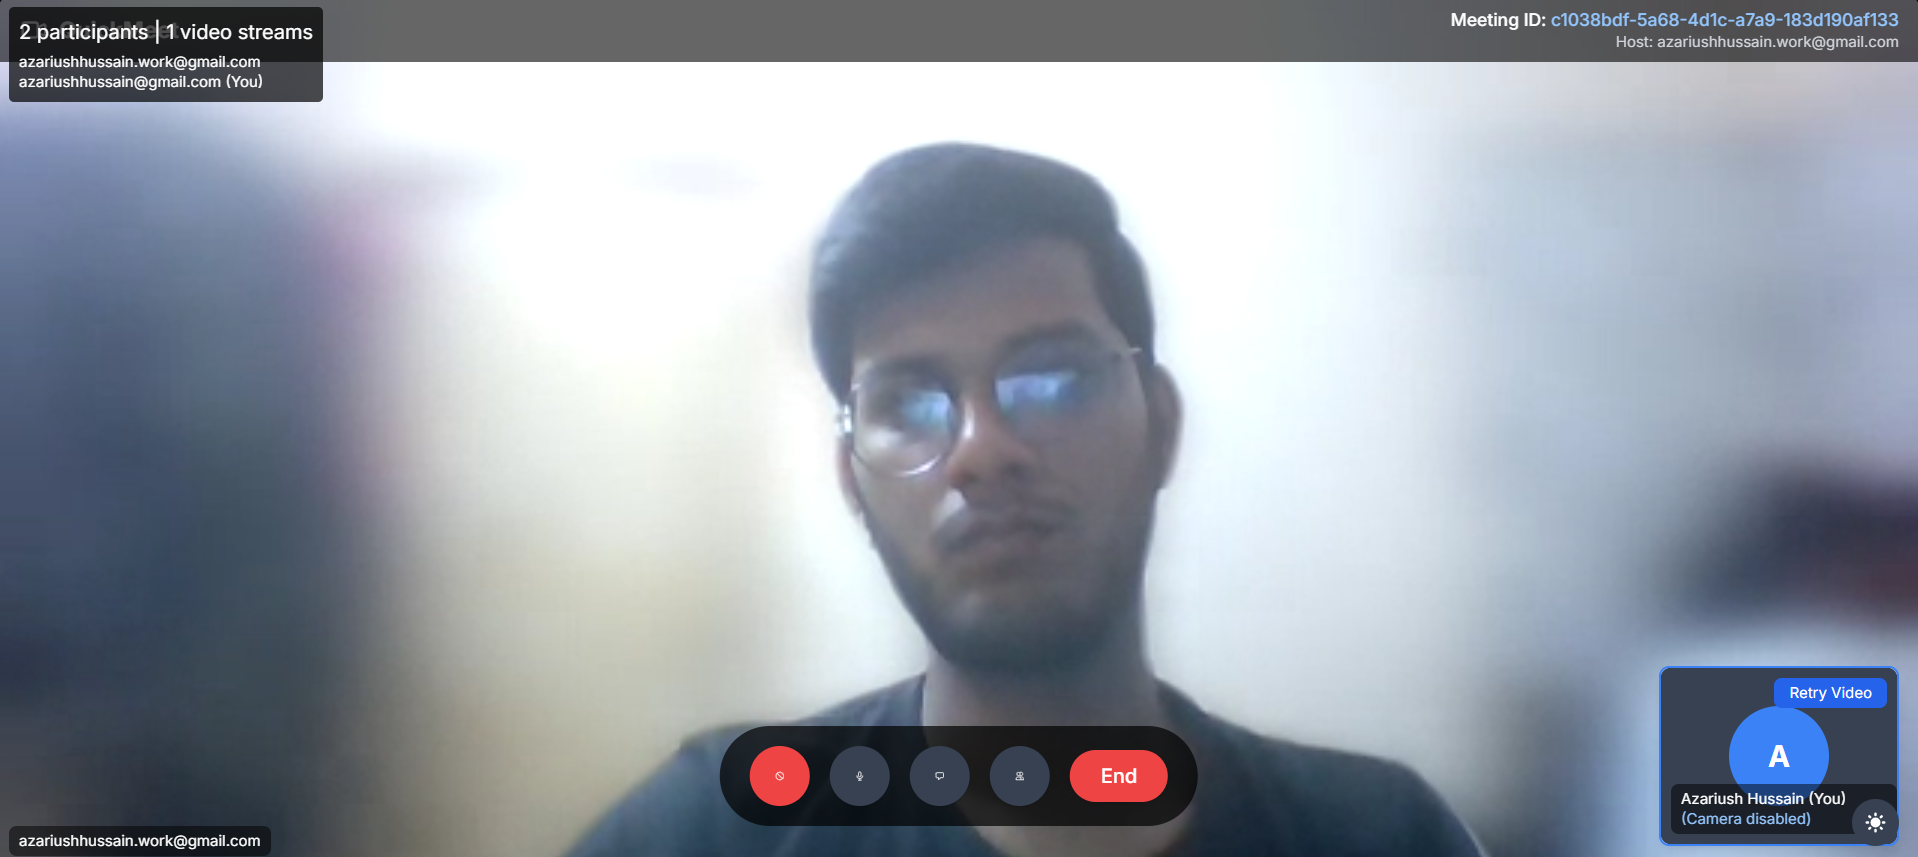 2 participants | 1 video streams
azariushhussain.work@gmail.com
azariushhussain@gmail.com (You)
Meeting ID: c1038bdf-5a68-4d1c-a7a9-183d190af133
Host: azariushhussain.work@gmail.com
Retry Video
A
End
Azariush Hussain (You)
(Camera disabled)
azariushhussain.work@gmail.com